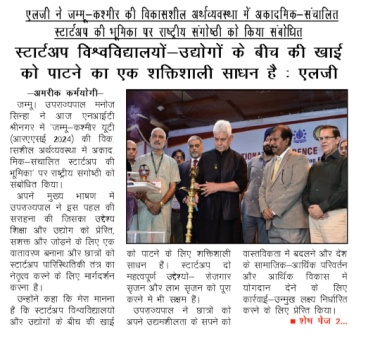 एलजी ने जम्मू-कश्मीर की विकासशील अर्थव्यवस्था में अकादमिक-संचालित
स्टार्टअप की भूमिका पर राष्ट्रीय संगोष्ठी को किया संबोधित
स्टार्टअप विश्वविद्यालयों-उद्योगों के बीच की खाई
को पाटने का एक शक्तिशाली साधन है : एलजी
-अमरीक कर्मयोगी-
जम्मू। उपराज्यपाल मनोज
सिन्हा ने आज एनआईटी
श्रीनगर में 'जम्मू-कश्मीर यूटी
(आरएएसई 2024) की विक
ासशील अर्थव्यवस्था में अकाद
मिक-संचालित स्टार्टअप की
भूमिका' पर राष्ट्रीय संगोष्ठी को
संबोधित किया।
अपने मुख्य भाषण में
उपराज्यपाल ने इस पहल की
सराहना की जिसका उद्देश्य
शिक्षा और उद्योग को प्रेरित,
सशक्त और जोड़ने के लिए एक
वातावरण बनाना और छात्रों को
स्टार्टअप पारिस्थितिकी तंत्र का
नेतृत्व करने के लिए मार्गदर्शन
करना है।
उन्होंने कहा कि मेरा मानना
है कि स्टार्टअप विश्वविद्यालयों
और उद्योगों के बीच की खाई
को पाटने के लिए शक्तिशाली
साधन है। स्टार्टअप दो
महत्वपूर्ण उद्देश्यो- रोजगार
सृजन और लाभ सृजन को पूरा
करने में भी सक्षम है।
उपराज्यपाल ने छात्रों को
अपने उद्यमशीलता के सपने को
वास्तविकता में बदलने और देश
के सामाजिक-आर्थिक परिवर्तन
और आर्थिक विकास में
योगदान देने के लिए
कार्रवाई-उन्मुख लक्ष्य निर्धारित
करने के लिए प्रेरित किया।
■ शेष पेज 2...